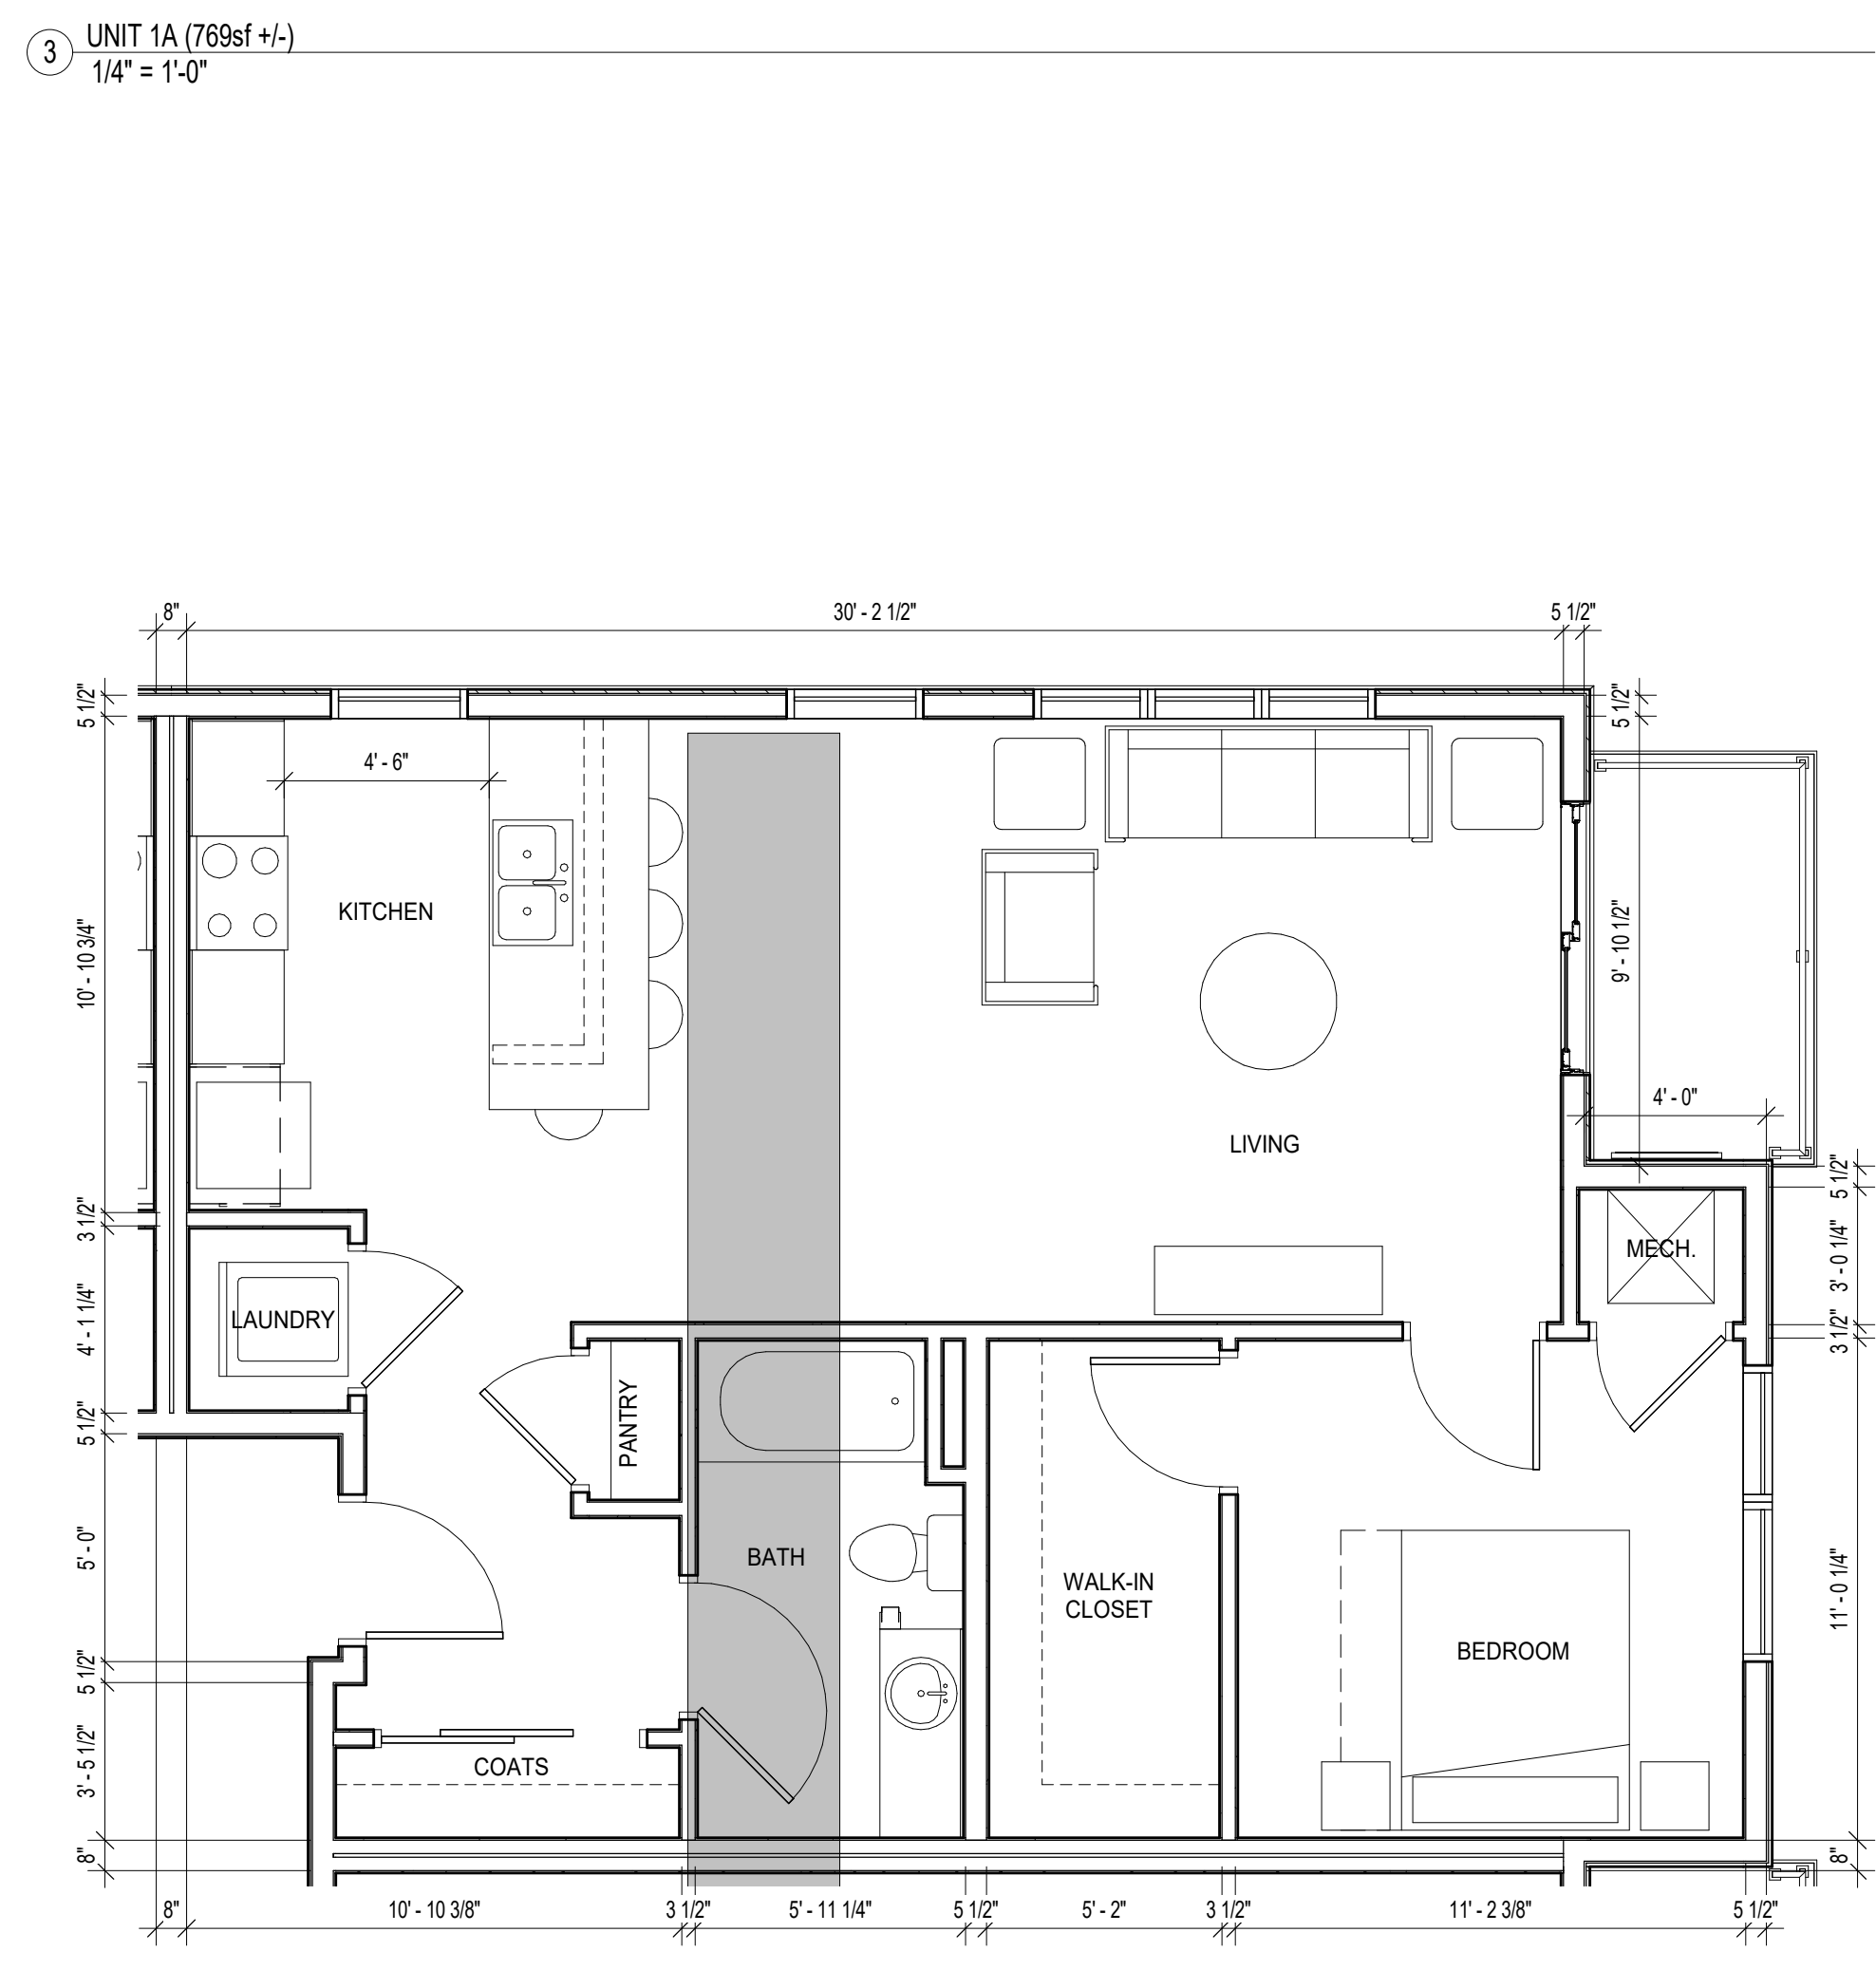 3
UNIT 1A (769sf +/-)
1/4" = 1'-0"
8"
30' - 2 1/2"
5 1/2"
5 1/2"
5 1/2"
4' - 6"
KITCHEN
10' - 10 3/4"
9' - 10 1/2"
4' - 0"
LIVING
3 1/2"
5 1/2"
MECH.
3' - 0 1/4"
LAUNDRY
4' - 1 1/4"
3 1/2"
PANTRY
5 1/2"
5' - 0"
BATH
WALK-IN
CLOSET
11' - 0 1/4"
BEDROOM
5 1/2"
3' - 5 1/2"
COATS
8"
8"
8"
10' - 10 3/8"
3 1/2"
5' - 11 1/4"
5 1/2"
5' - 2"
3 1/2"
11' - 2 3/8"
5 1/2"